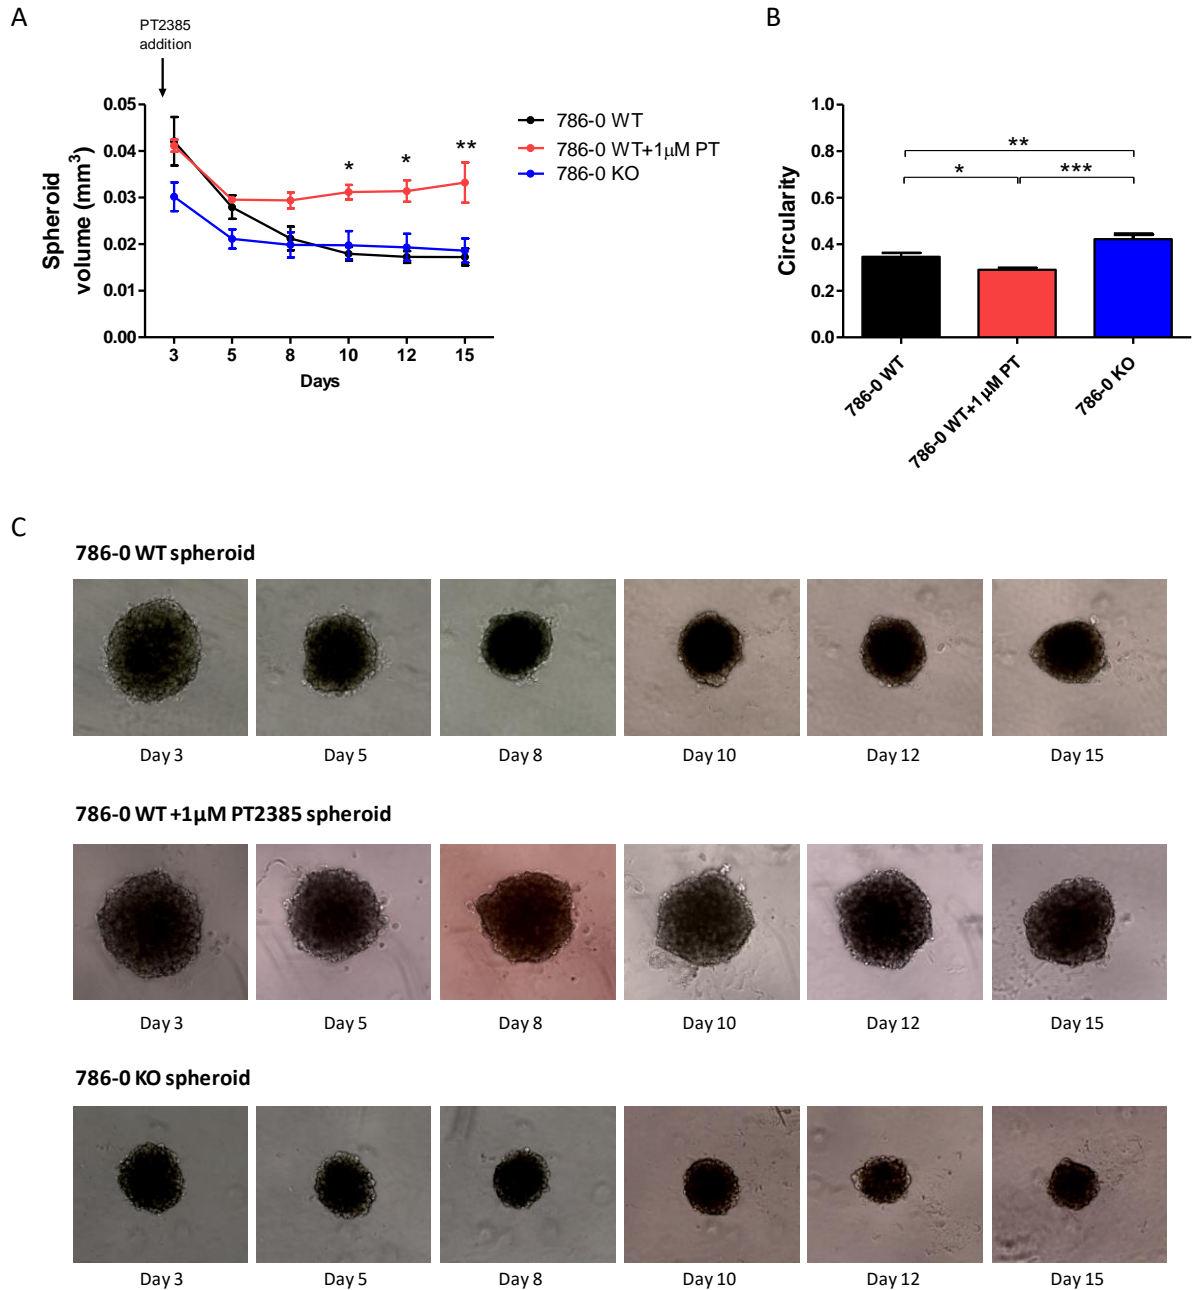 A
PT2385
addition
0.05
0.04
0.03
0.02
0.01
0.00
Spheroid
volume (mm³)
3 5 8 10 12 15
Days
* * **
786-0 WT
786-0 WT+1μM PT
786-0 KO
B
1.0
0.8
0.6
0.4
0.2
0.0
Circularity
**
* ***
786-0 WT
786-0 WT+1μM PT
786-0 KO
C
786-0 WT spheroid
Day 3 Day 5 Day 8 Day 10 Day 12 Day 15
786-0 WT +1μM PT2385 spheroid
Day 3 Day 5 Day 8 Day 10 Day 12 Day 15
786-0 KO spheroid
Day 3 Day 5 Day 8 Day 10 Day 12 Day 15